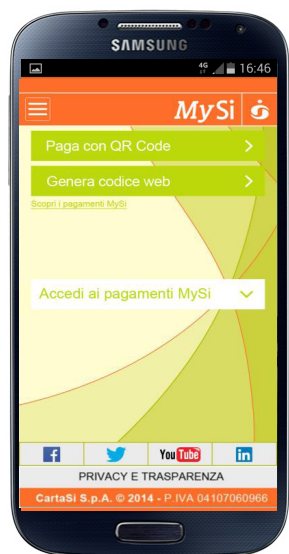 SAMSUNG
4G 16:46
MySi
Paga con QR Code
Genera codice web
Scopri i pagamenti MySi
Accedi ai pagamenti MySi
You Tube in
PRIVACY E TRASPARENZA
CartaSi S.p.A. © 2014 - P.IVA 04107060966